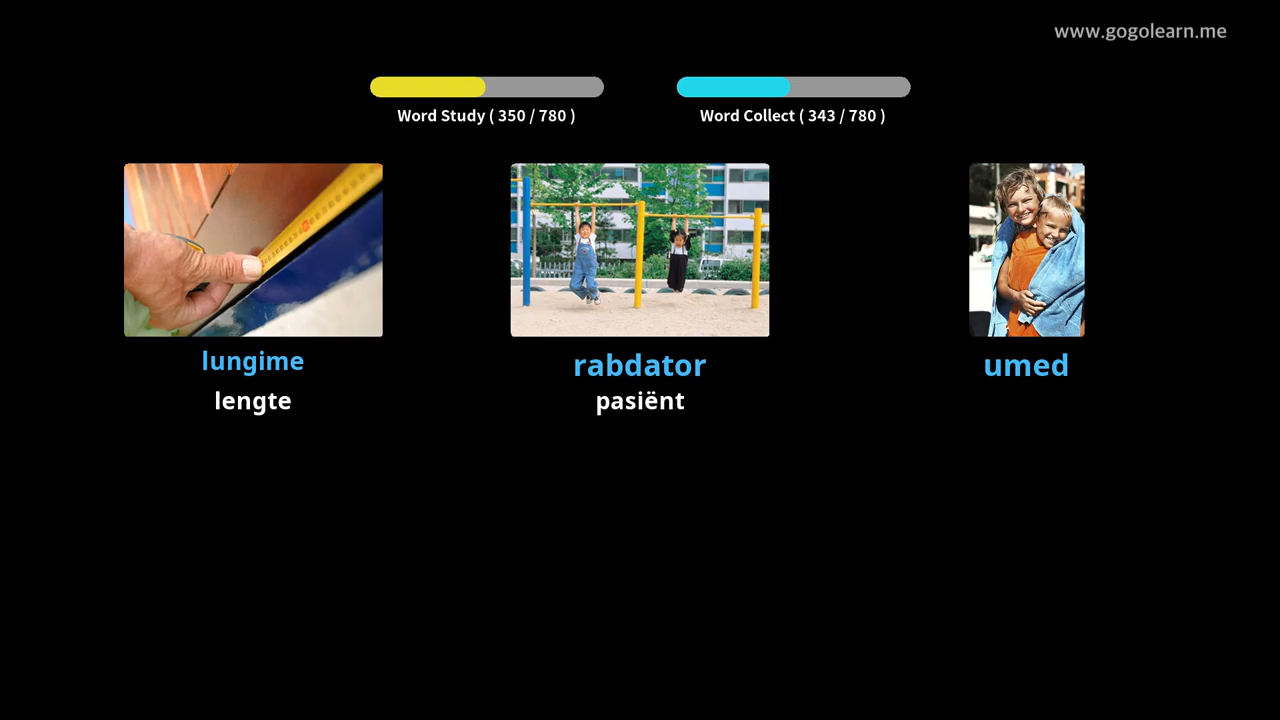 www.gogolearn.me
Word Study ( 350 / 780 )
Word Collect ( 343 / 780 )
lungime
lengte
rabdator
pasiënt
umed